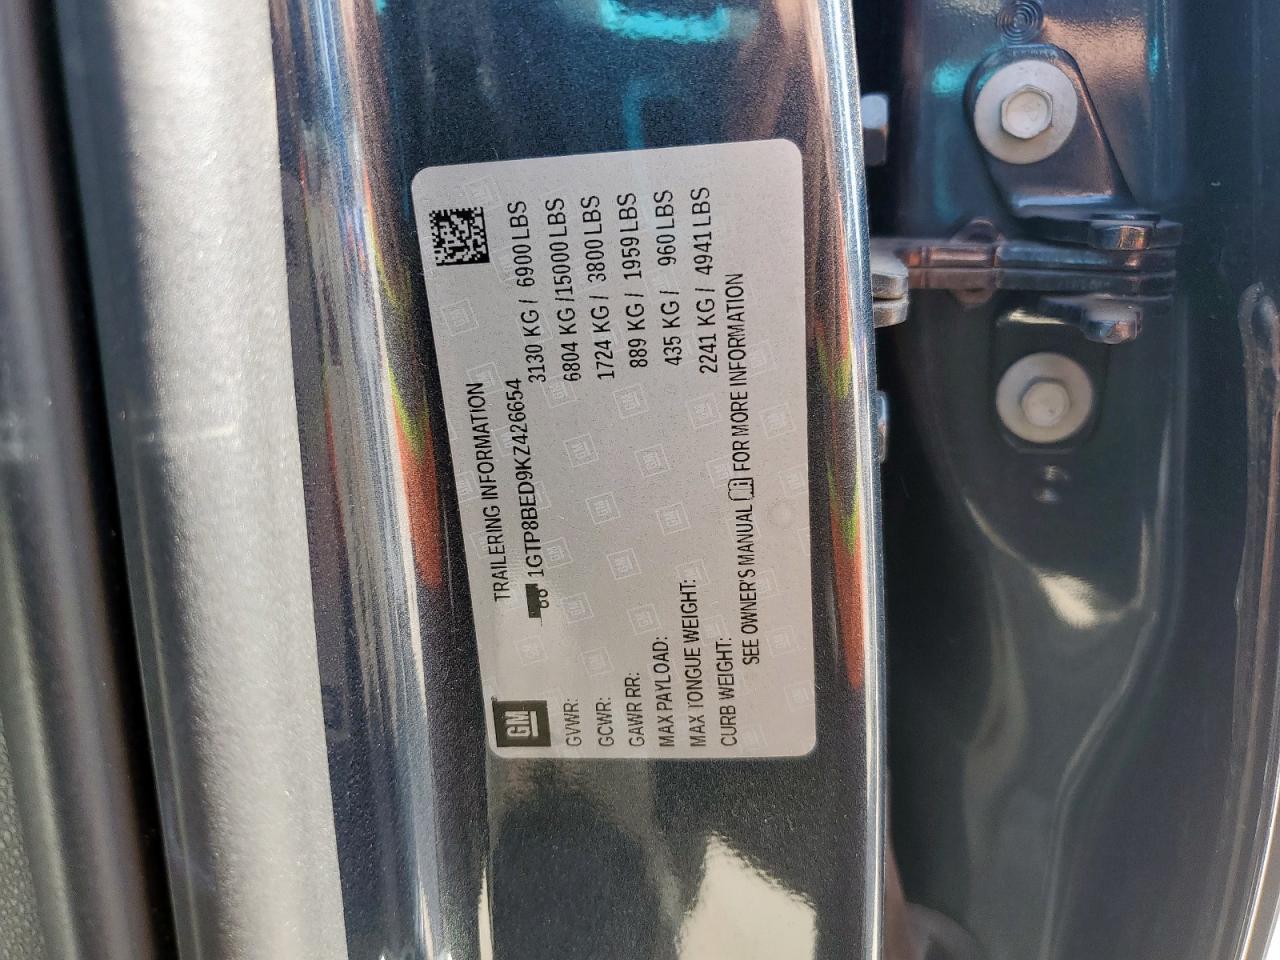 TRAILERING INFORMATION
GM 1GTP8BED9KZ426654
GVWR: 3130 KG / 6900 LBS
GCWR: 6804 KG /15000 LBS
GAWR RR: 1724 KG / 3800 LBS
MAX PAYLOAD: 889 KG / 1959 LBS
MAX TONGUE WEIGHT: 435 KG / 960 LBS
CURB WEIGHT: 2241 KG / 4941 LBS
SEE OWNER'S MANUAL FOR MORE INFORMATION